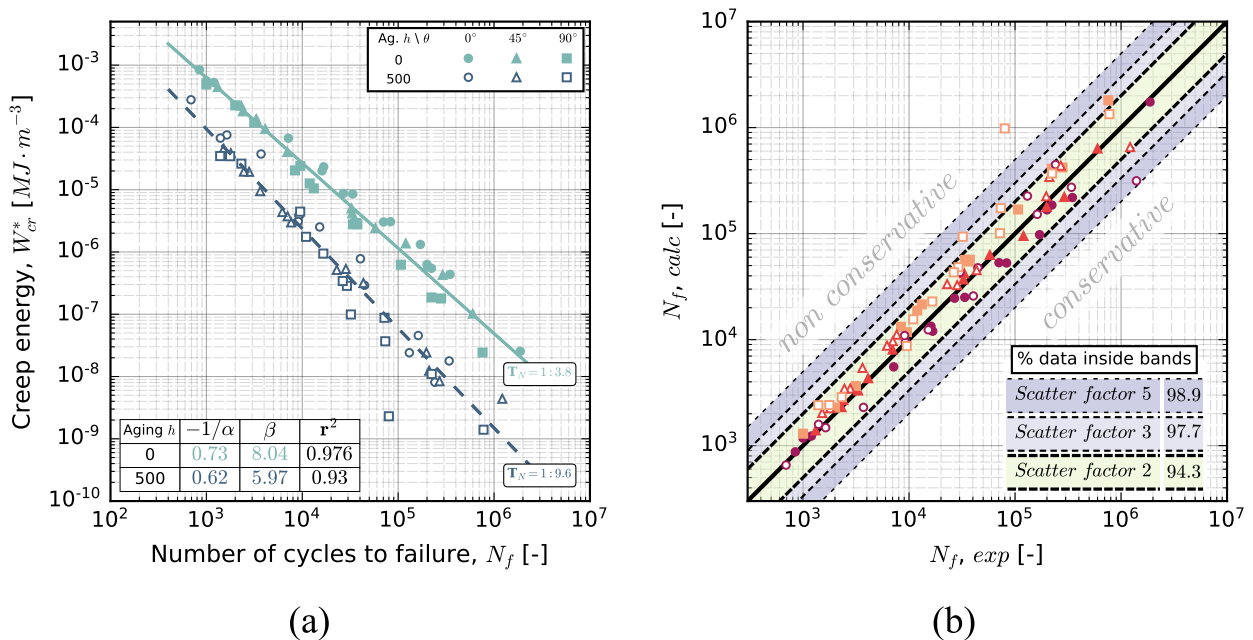 Creep energy, W*cr [MJ · m⁻³]
10⁻³
10⁻⁴
10⁻⁵
10⁻⁶
10⁻⁷
10⁻⁸
10⁻⁹
10⁻¹⁰
Ag. h \ θ 0° 45° 90°
0
500
T_N = 1 : 3.8
T_N = 1 : 9.6
Aging h −1/α β r²
0 0.73 8.04 0.976
500 0.62 5.97 0.93
10² 10³ 10⁴ 10⁵ 10⁶ 10⁷
Number of cycles to failure, N_f [-]
(a)
N_f, calc [-]
10⁷
10⁶
10⁵
10⁴
10³
non conservative
conservative
% data inside bands
Scatter factor 5 98.9
Scatter factor 3 97.7
Scatter factor 2 94.3
10³ 10⁴ 10⁵ 10⁶ 10⁷
N_f, exp [-]
(b)